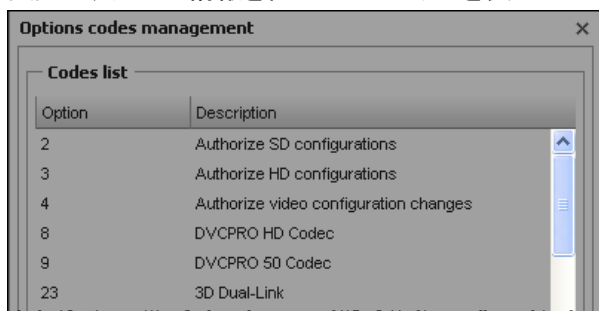 Options codes management
Codes list
Option Description
2 Authorize SD configurations
3 Authorize HD configurations
4 Authorize video configuration changes
8 DVCPRO HD Codec
9 DVCPRO 50 Codec
23 3D Dual-Link